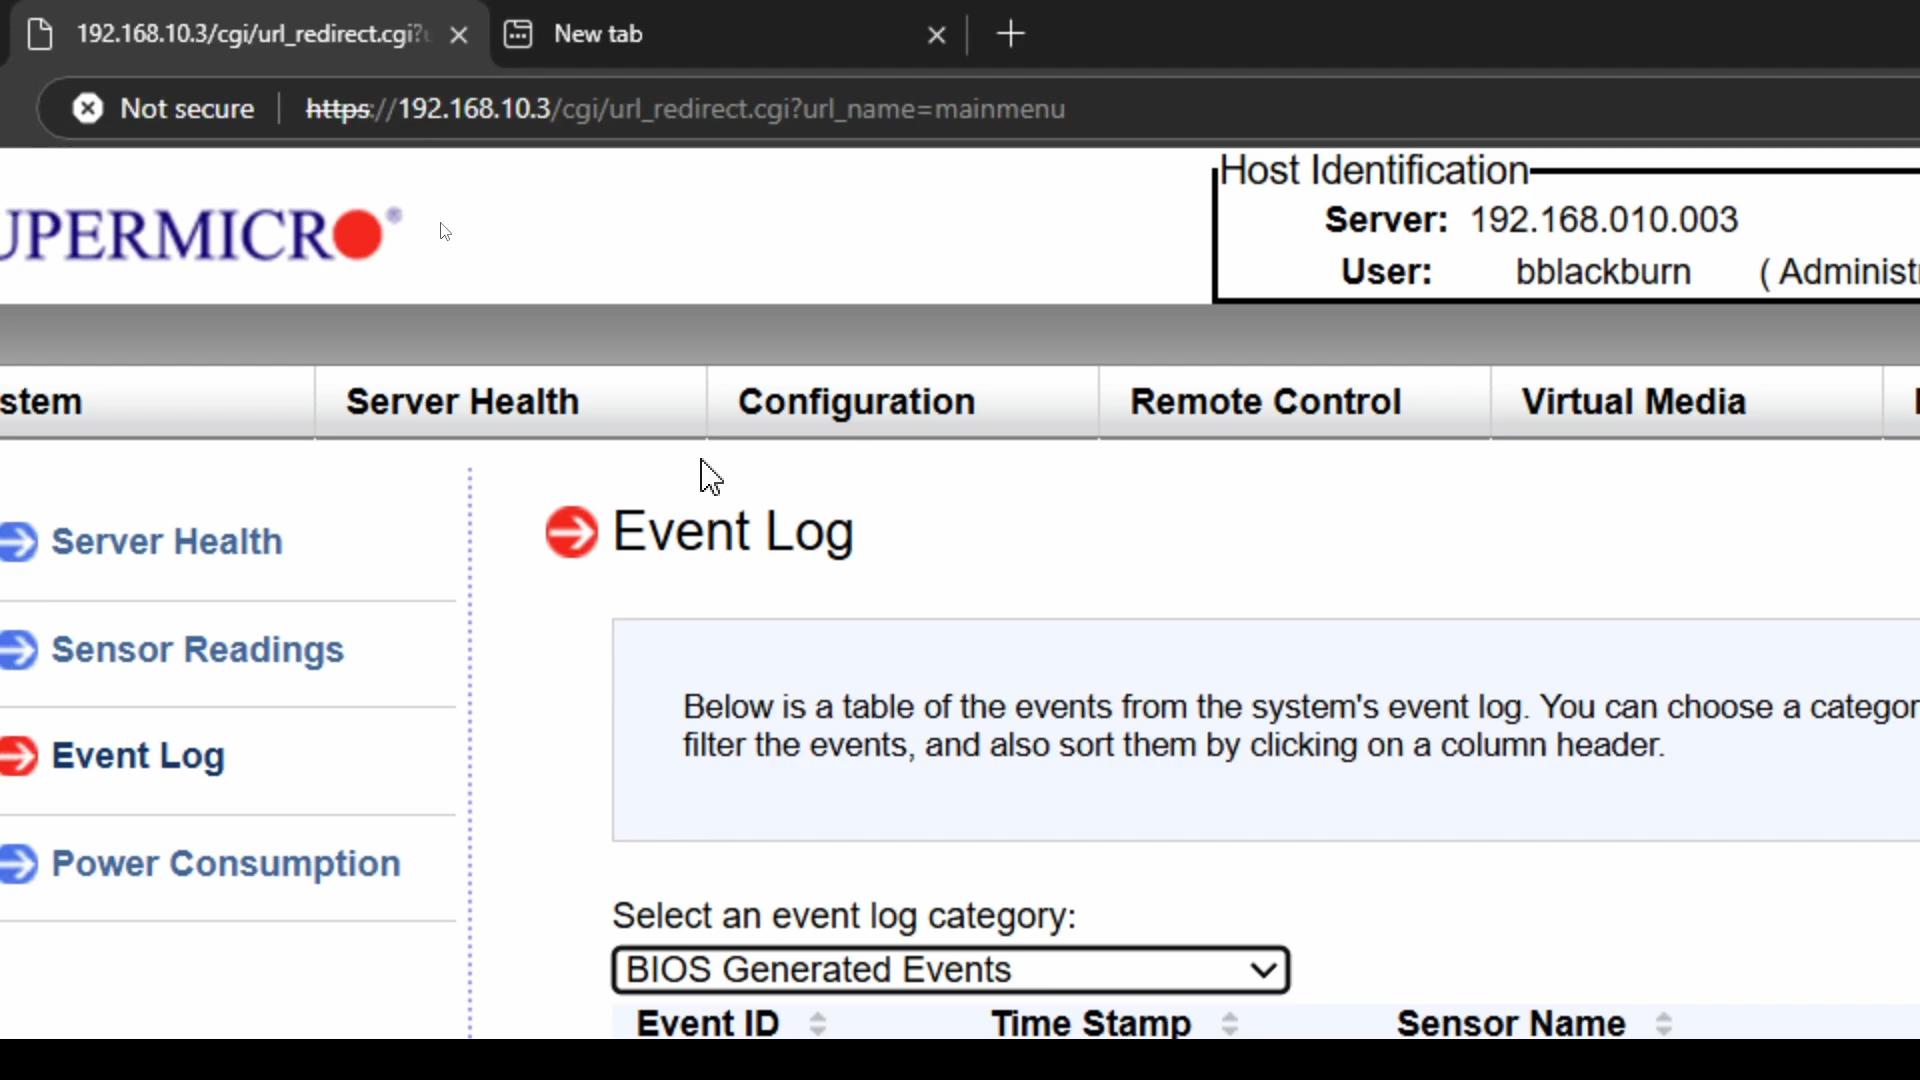 192.168.10.3/cgi/url_redirect.cgi?u
New tab
Not secure
https://192.168.10.3/cgi/url_redirect.cgi?url_name=mainmenu
UPERMICRO®
Host Identification
Server: 192.168.010.003
User: bblackburn (Administr
stem
Server Health
Configuration
Remote Control
Virtual Media
Server Health
Sensor Readings
Event Log
Power Consumption
Event Log
Below is a table of the events from the system's event log. You can choose a categor
filter the events, and also sort them by clicking on a column header.
Select an event log category:
BIOS Generated Events
Event ID
Time Stamp
Sensor Name